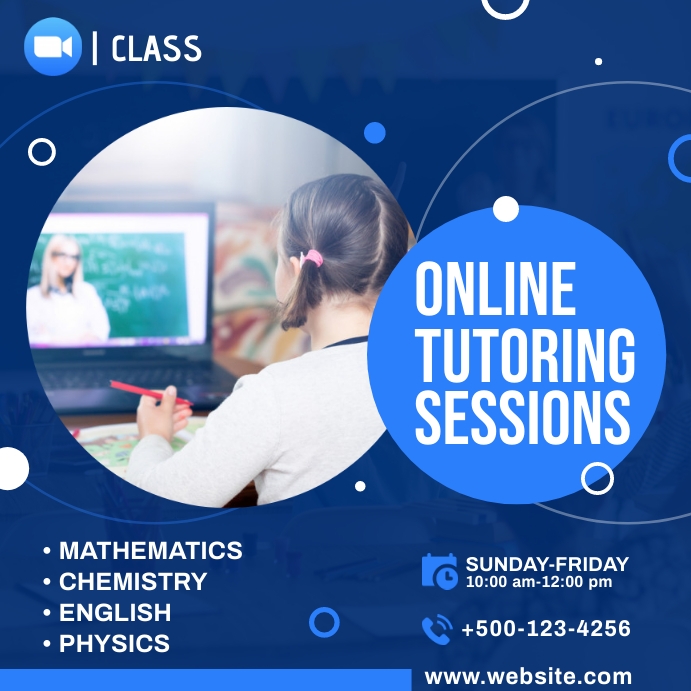 | CLASS
ONLINE
TUTORING
SESSIONS
• MATHEMATICS
• CHEMISTRY
• ENGLISH
• PHYSICS
SUNDAY-FRIDAY
10:00 am-12:00 pm
+500-123-4256
www.website.com